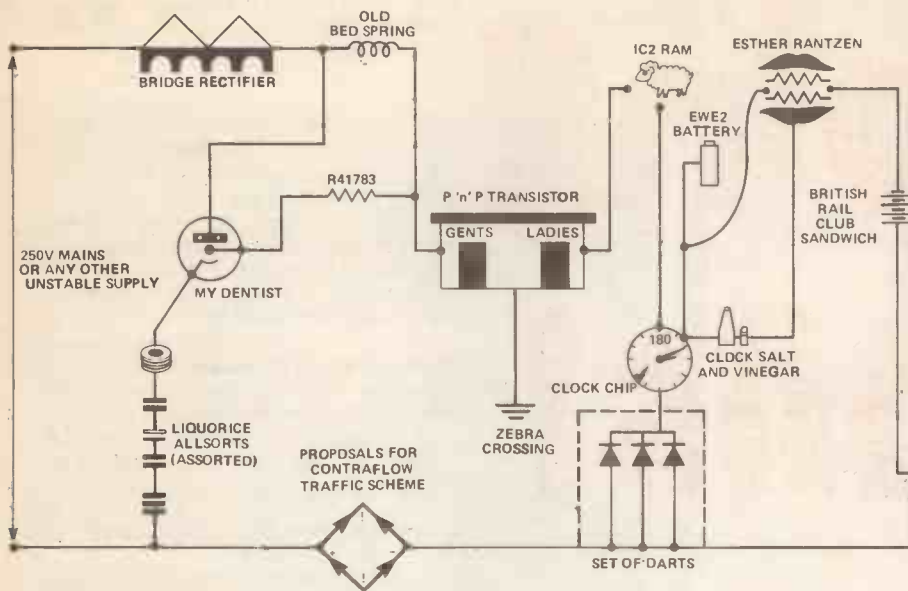 OLD
BED SPRING
BRIDGE RECTIFIER
IC2 RAM
ESTHER RANTZEN
EWE2
BATTERY
R41783
P 'n' P TRANSISTOR
GENTS
LADIES
BRITISH
RAIL
CLUB
SANDWICH
250V MAINS
OR ANY OTHER
UNSTABLE SUPPLY
MY DENTIST
180
CLOCK CHIP
CLOCK SALT
AND VINEGAR
LIQUORICE
ALLSORTS
(ASSORTED)
ZEBRA
CROSSING
PROPDSALS FOR
CONTRAFLOW
TRAFFIC SCHEME
SET OF DARTS